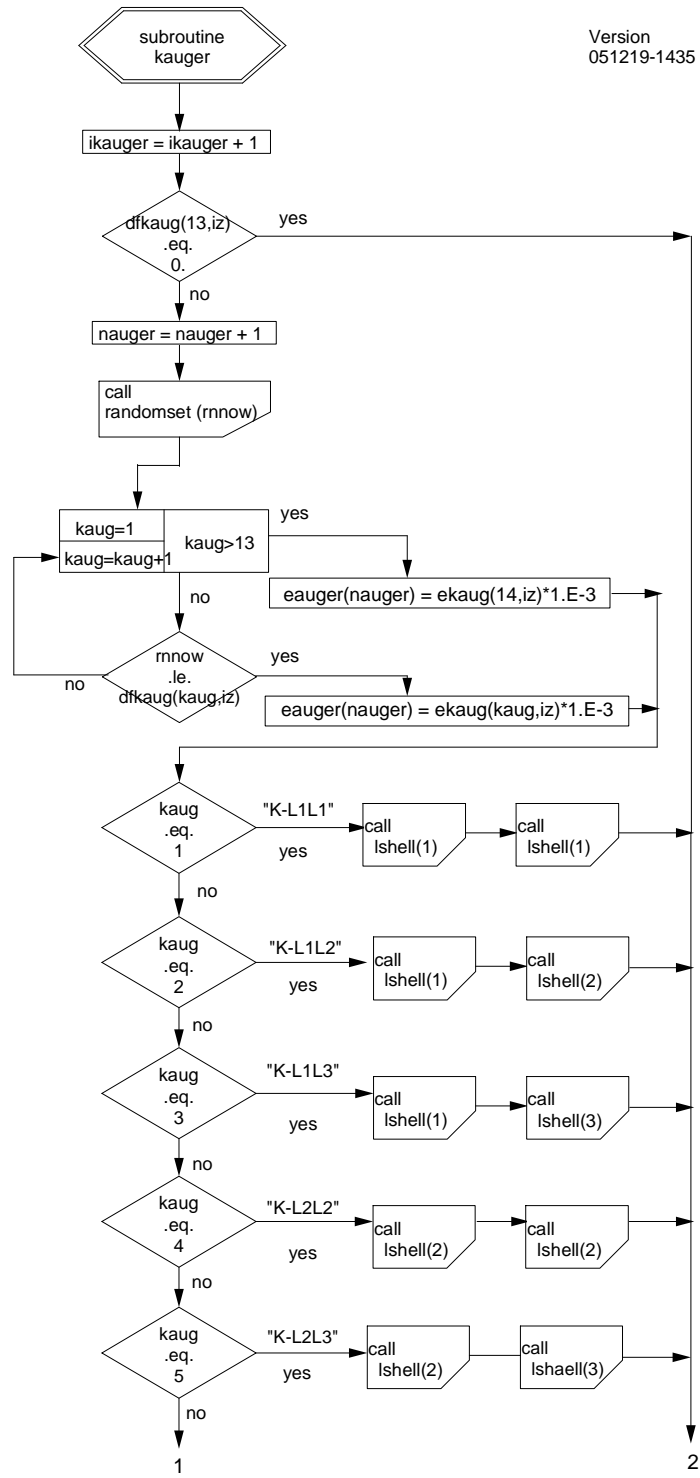 subroutine
kauger
Version
051219-1435
ikauger = ikauger + 1
dfkaug(13,iz)
.eq.
0.
yes
no
nauger = nauger + 1
call
randomset (rnnow)
kaug=1
kaug=kaug+1
kaug>13
yes
eauger(nauger) = ekaug(14,iz)*1.E-3
no
rnnow
.le.
dfkaug(kaug,iz)
no
yes
eauger(nauger) = ekaug(kaug,iz)*1.E-3
kaug
.eq.
1
"K-L1L1"
yes
call
lshell(1)
call
lshell(1)
no
kaug
.eq.
2
"K-L1L2"
yes
call
lshell(1)
call
lshell(2)
no
kaug
.eq.
3
"K-L1L3"
yes
call
lshell(1)
call
lshell(3)
no
kaug
.eq.
4
"K-L2L2"
yes
call
lshell(2)
call
lshell(2)
no
kaug
.eq.
5
"K-L2L3"
yes
call
lshell(2)
call
lshaell(3)
no
1
2